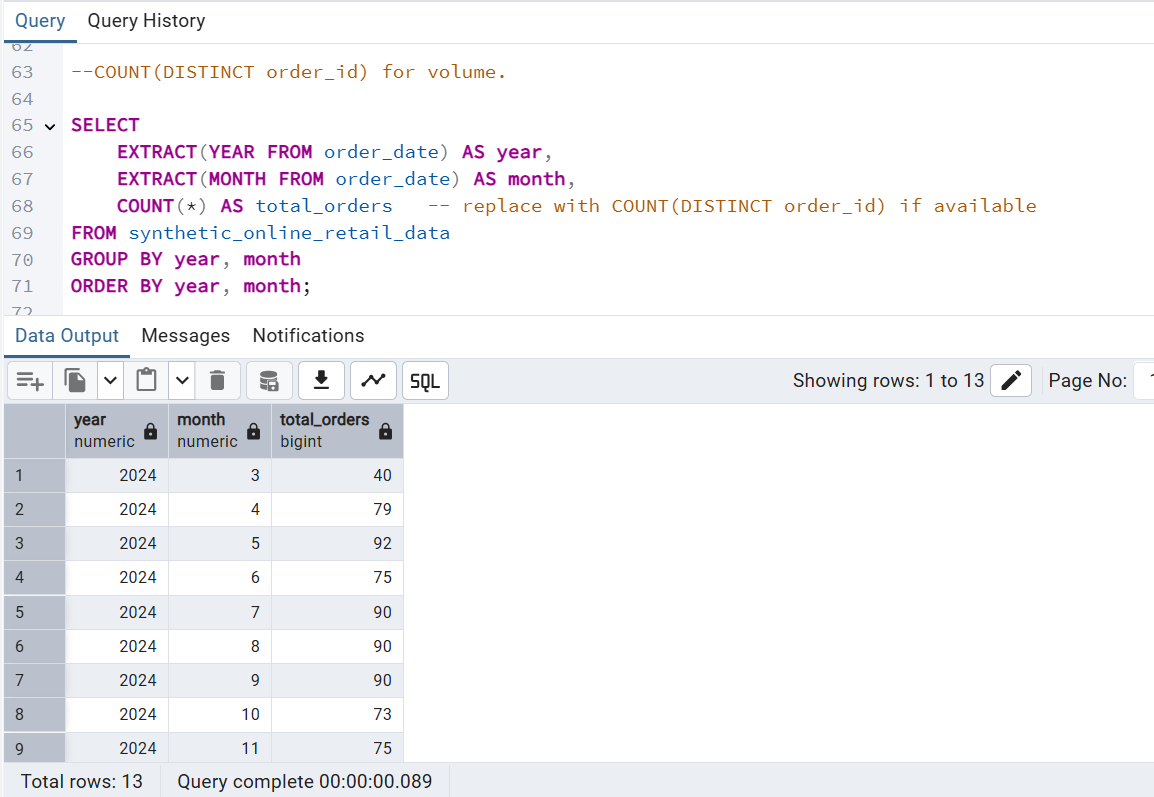 Query Query History
62
63 --COUNT(DISTINCT order_id) for volume.
64
65 SELECT
66 EXTRACT(YEAR FROM order_date) AS year,
67 EXTRACT(MONTH FROM order_date) AS month,
68 COUNT(*) AS total_orders -- replace with COUNT(DISTINCT order_id) if available
69 FROM synthetic_online_retail_data
70 GROUP BY year, month
71 ORDER BY year, month;
72
Data Output Messages Notifications
SQL Showing rows: 1 to 13 Page No: 1
year month total_orders
numeric numeric bigint
1 2024 3 40
2 2024 4 79
3 2024 5 92
4 2024 6 75
5 2024 7 90
6 2024 8 90
7 2024 9 90
8 2024 10 73
9 2024 11 75
Total rows: 13 Query complete 00:00:00.089